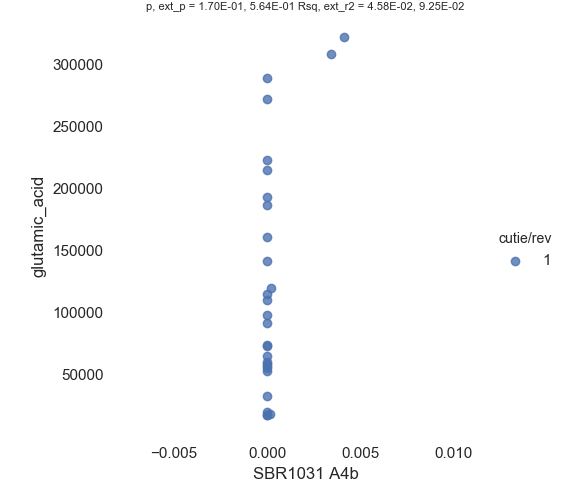 p, ext_p = 1.70E-01, 5.64E-01 Rsq, ext_r2 = 4.58E-02, 9.25E-02
300000
250000
200000
150000
100000
50000
glutamic_acid
cutie/rev
1
−0.005
0.000
0.005
0.010
SBR1031 A4b